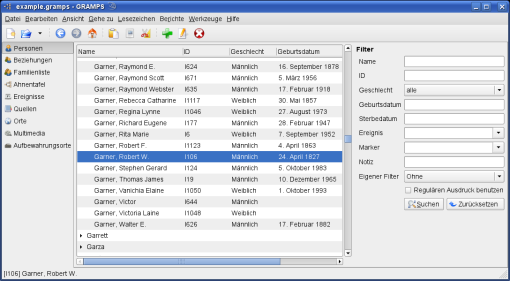 example.gramps - GRAMPS
Datei Bearbeiten Ansicht Gehe zu Lesezeichen Berichte Werkzeuge Hilfe
Personen
Beziehungen
Familienliste
Ahnentafel
Ereignisse
Quellen
Orte
Multimedia
Aufbewahrungsorte
Name ID Geschlecht Geburtsdatum
Garner, Raymond E. I624 Männlich 16. September 1878
Garner, Raymond Scott I671 Männlich 5. März 1956
Garner, Raymond Webster I635 Männlich 17. Februar 1918
Garner, Rebecca Catharine I1117 Weiblich 30. Mai 1857
Garner, Regina Lynne I1046 Weiblich 27. August 1973
Garner, Richard Eugene I177 Männlich 28. Februar 1947
Garner, Rita Marie I6 Weiblich 7. September 1952
Garner, Robert F. I1123 Männlich 4. April 1863
Garner, Robert W. I106 Männlich 24. April 1827
Garner, Stephen Gerard I124 Männlich 5. Oktober 1983
Garner, Thomas James I19 Männlich 10. Dezember 1965
Garner, Vanichia Elaine I1050 Weiblich 1. Oktober 1993
Garner, Victor I644 Männlich
Garner, Victoria Laine I1048 Weiblich
Garner, Walter E. I626 Männlich 17. Februar 1882
Garrett
Garza
Filter
Name
ID
Geschlecht alle
Geburtsdatum
Sterbedatum
Ereignis
Marker
Notiz
Eigener Filter Ohne
Regulären Ausdruck benutzen
Suchen Zurücksetzen
[I106] Garner, Robert W.